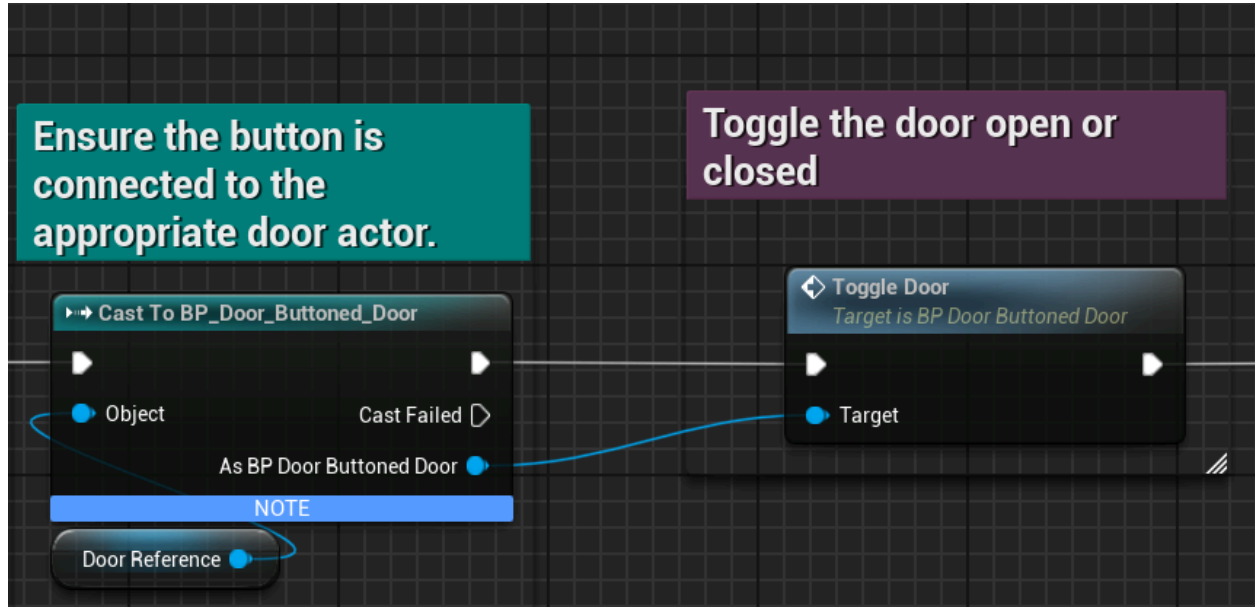 Ensure the button is
connected to the
appropriate door actor.
Toggle the door open or
closed
Cast To BP_Door_Buttoned_Door
Object
Cast Failed
As BP Door Buttoned Door
NOTE
Door Reference
Toggle Door
Target is BP Door Buttoned Door
Target